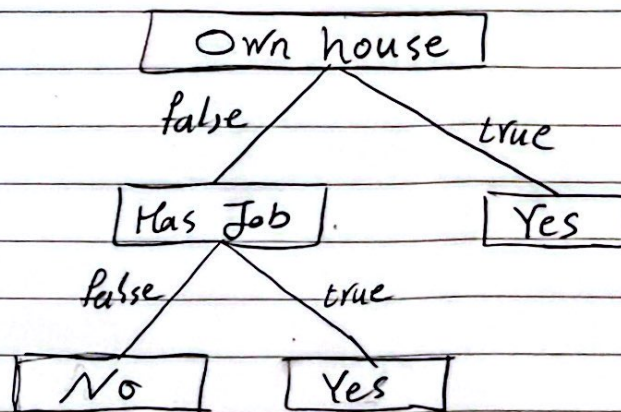 Own house
false
true
Has Job
Yes
false
true
No
Yes